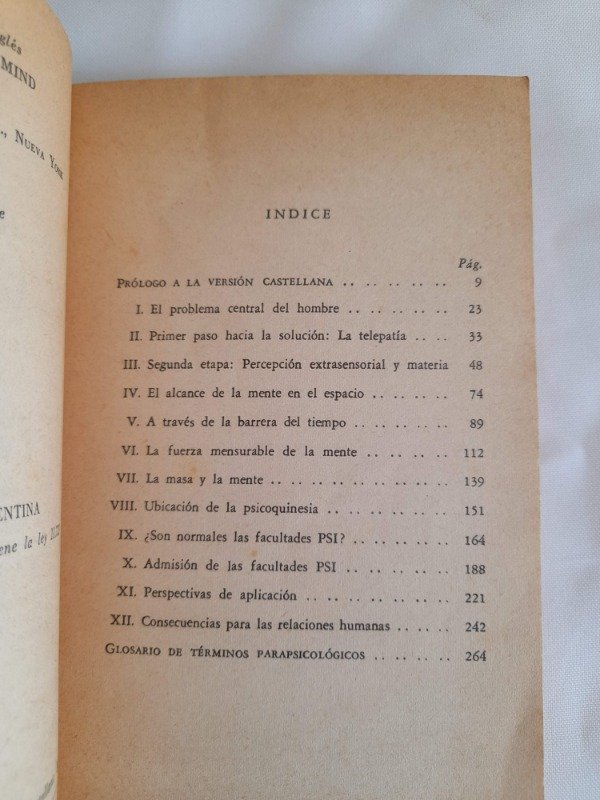 glés
MIND
., NUEVA YORK
e
ENTINA
ene la ley 11.723
INDICE
Pág.
PRÓLOGO A LA VERSIÓN CASTELLANA .. .. .. .. .. 9
I. El problema central del hombre .. .. .. .. .. 23
II. Primer paso hacia la solución: La telepatía .. .. 33
III. Segunda etapa: Percepción extrasensorial y materia 48
IV. El alcance de la mente en el espacio .. .. .. .. 74
V. A través de la barrera del tiempo .. .. .. .. .. 89
VI. La fuerza mensurable de la mente .. .. .. .. 112
VII. La masa y la mente .. .. .. .. .. .. .. .. 139
VIII. Ubicación de la psicoquinesia .. .. .. .. .. .. 151
IX. ¿Son normales las facultades PSI? .. .. .. .. .. 164
X. Admisión de las facultades PSI .. .. .. .. .. 188
XI. Perspectivas de aplicación .. .. .. .. .. .. .. 221
XII. Consecuencias para las relaciones humanas .. .. .. 242
GLOSARIO DE TÉRMINOS PARAPSICOLÓGICOS .. .. .. .. 264